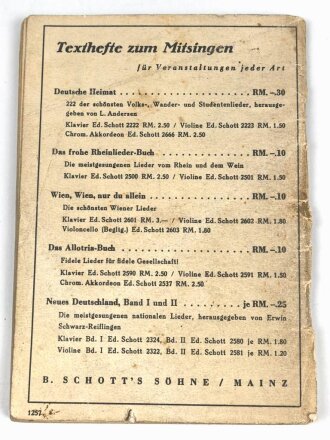 Texthefte zum Mitsingen
für Veranstaltungen jeder Art
Deutsche Heimat . . . . . . . . . . . . . . . . RM. –.30
222 der schönsten Volks-, Wander- und Studentenlieder, herausge-
geben von L. Andersen
Klavier Ed. Schott 2222 RM. 2.50 / Violine Ed. Schott 2223 RM. 1.50
Chrom. Akkordeon Ed. Schott 2666 RM. 2.50
Das frohe Rheinlieder-Buch . . . . . . . . . . RM. –.10
Die meistgesungenen Lieder vom Rhein und dem Wein
Klavier Ed. Schott 2500 RM. 2.50 / Violine Ed. Schott 2501 RM. 1.50
Wien, Wien, nur du allein . . . . . . . . . . . RM. –.10
Die schönsten Wiener Lieder
Klavier Ed. Schott 2601 RM. 3.— / Violine Ed. Schott 2602 RM. 1.80
Violoncello (Beglig.) Ed. Schott 2603 RM. 1.80
Das Allotria-Buch . . . . . . . . . . . . . . . RM. –.10
Fidele Lieder für fidele Gesellschaft!
Klavier Ed. Schott 2590 RM. 2.50 / Violine Ed. Schott 2591 RM. 1.50
Chrom. Akkordeon Ed. Schott 2537 RM. 2.50
Neues Deutschland, Band I und II . . . . . je RM. –.25
Die meistgesungenen nationalen Lieder, herausgegeben von Erwin
Schwarz-Reiflingen
Klavier Bd. I Ed. Schott 2324, Bd. II Ed. Schott 2580 je RM. 1.80
Violine Bd. I Ed. Schott 2322, Bd. II Ed. Schott 2581 je RM. 1.20
B. SCHOTT'S SÖHNE / MAINZ